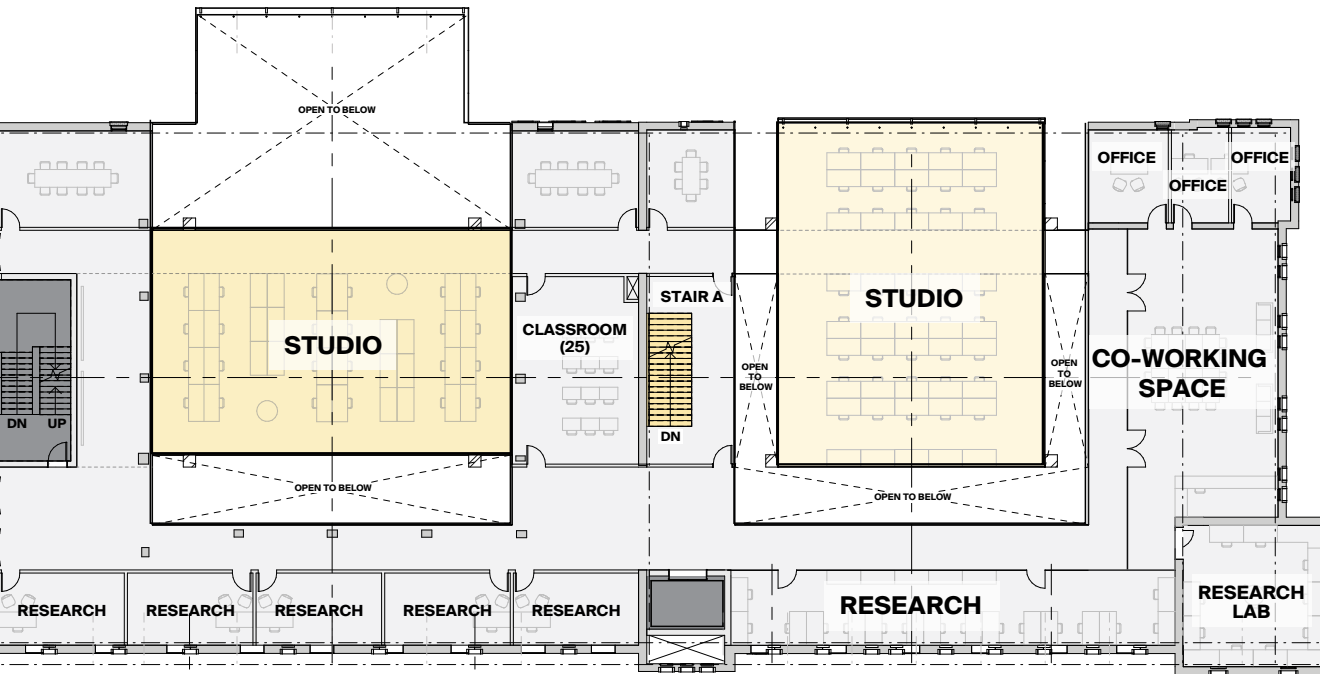 OPEN TO BELOW
OFFICE
OFFICE
OFFICE
STAIR A
STUDIO
CLASSROOM
(25)
STUDIO
OPEN
TO
BELOW
OPEN
TO
BELOW
CO-WORKING
SPACE
DN
UP
DN
OPEN TO BELOW
OPEN TO BELOW
RESEARCH
RESEARCH
RESEARCH
RESEARCH
RESEARCH
RESEARCH
RESEARCH
LAB